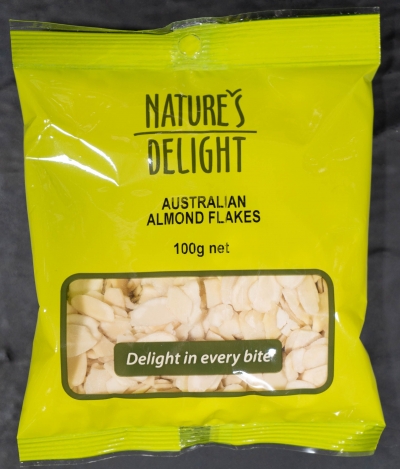 NATURE'S
DELIGHT
AUSTRALIAN
ALMOND FLAKES
100g net
Delight in every bite